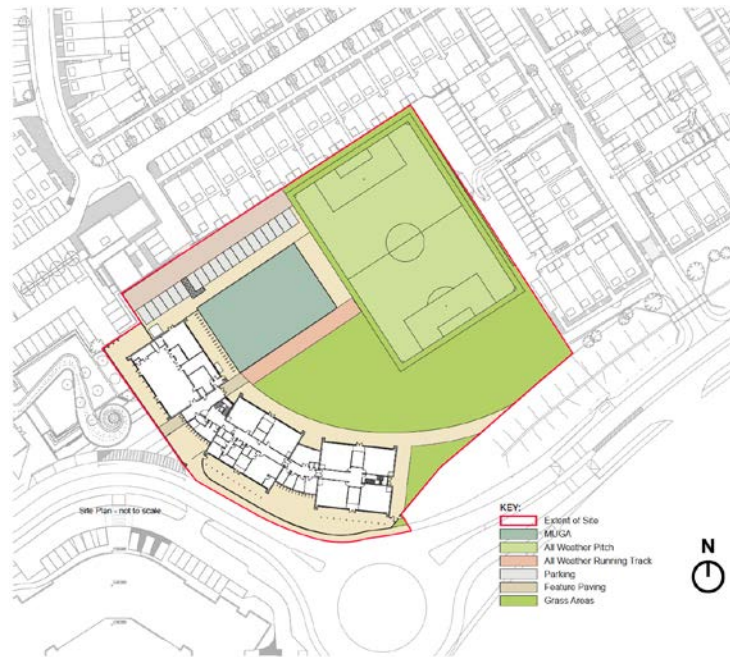 Site Plan - not to scale
KEY:
Extent of Site
MUGA
All Weather Pitch
All Weather Running Track
Parking
Feature Paving
Grass Areas
N